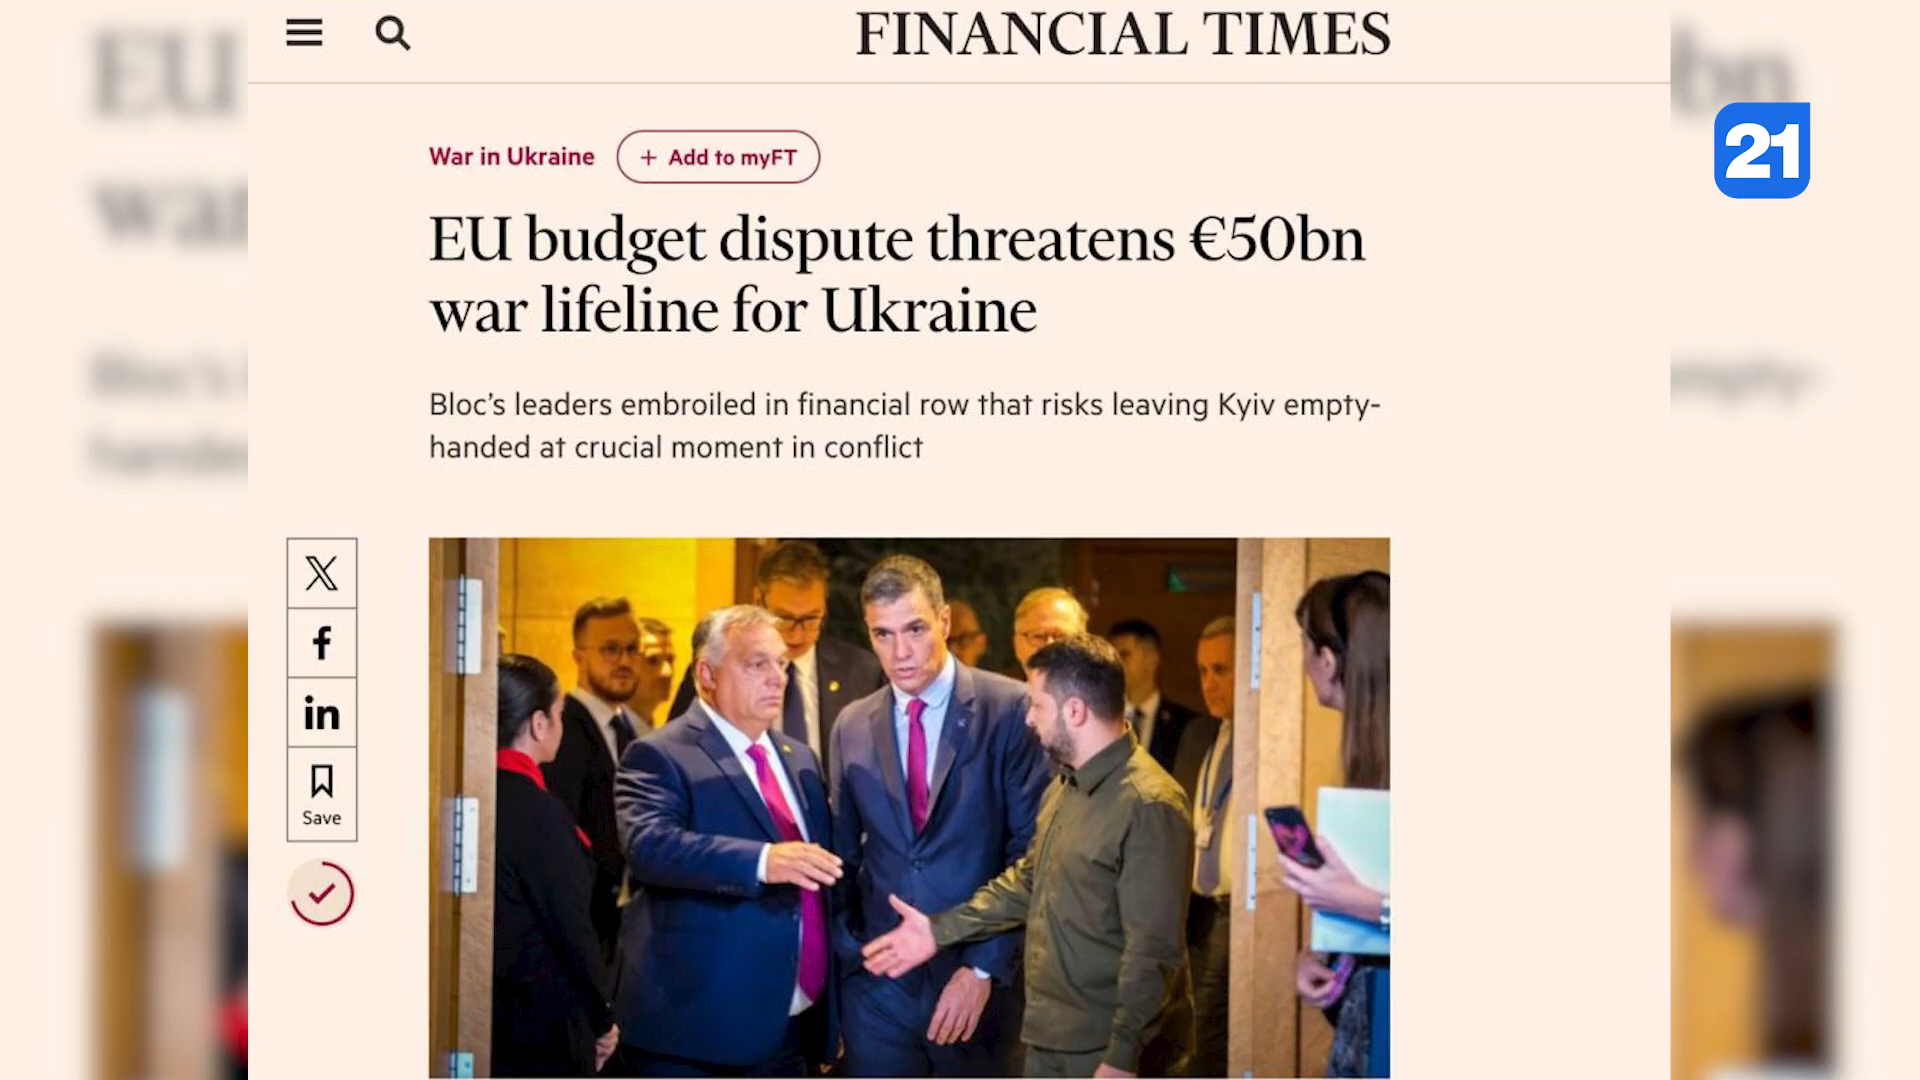 FINANCIAL TIMES
21
War in Ukraine
+ Add to myFT
EU budget dispute threatens €50bn
war lifeline for Ukraine
Bloc's leaders embroiled in financial row that risks leaving Kyiv empty-
handed at crucial moment in conflict
X
f
in
Save